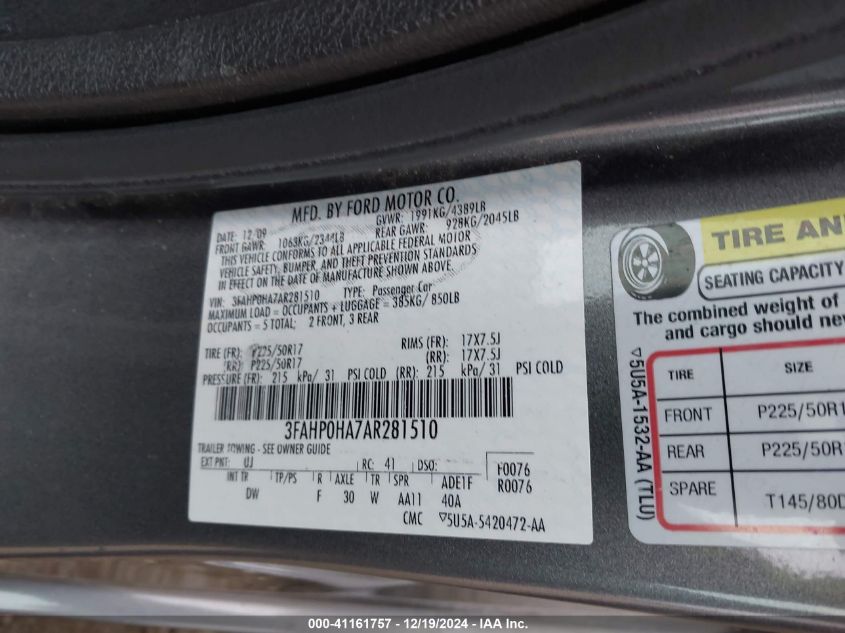 MFD. BY FORD MOTOR CO.
DATE: 12/09 GVWR: 1991KG/4389LB
FRONT GAWR: 1063KG/2344LB REAR GAWR: 928KG/2045LB
THIS VEHICLE CONFORMS TO ALL APPLICABLE FEDERAL MOTOR
VEHICLE SAFETY, BUMPER, AND THEFT PREVENTION STANDARDS
IN EFFECT ON THE DATE OF MANUFACTURE SHOWN ABOVE.
VIN: 3FAHP0HA7AR281510 TYPE: Passenger Car
MAXIMUM LOAD = OCCUPANTS + LUGGAGE = 385KG/ 850LB
OCCUPANTS = 5 TOTAL; 2 FRONT, 3 REAR
TIRE (FR): P225/50R17 RIMS (FR): 17X7.5J
(RR): P225/50R17 (RR): 17X7.5J
PRESSURE (FR): 215 kPa/ 31 PSI COLD (RR): 215 kPa/ 31 PSI COLD
3FAHP0HA7AR281510
TRAILER TOWING - SEE OWNER GUIDE
EXT PNT: UJ RC: 41 DSO: F0076
R0076
INT TR TP/PS R AXLE TR SPR ADE1F
DW F 30 W AA11 40A
CMC ▽5U5A-5420472-AA
TIRE AN
SEATING CAPACITY
The combined weight of
and cargo should nev
▽5U5A-1532-AA (TLU)
TIRE SIZE
FRONT P225/50R1
REAR P225/50R
SPARE T145/80D
000-41161757 - 12/19/2024 - IAA Inc.